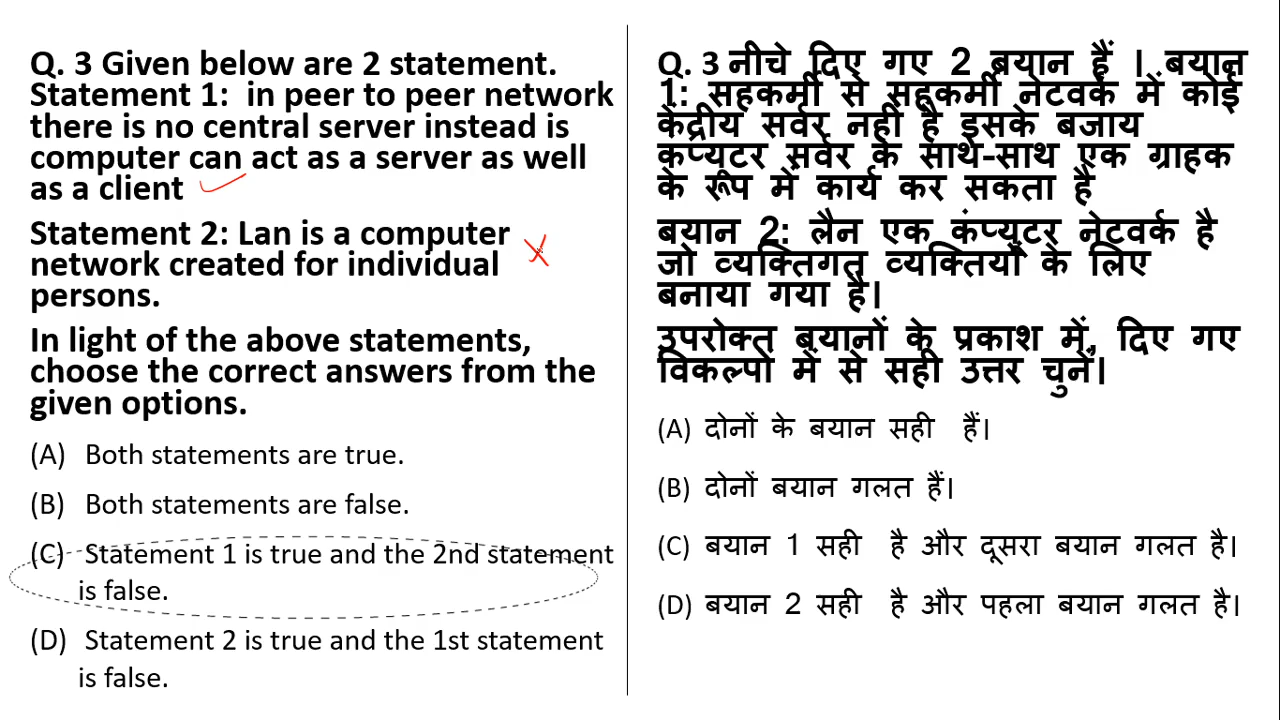 Q. 3 Given below are 2 statement.
Statement 1:  in peer to peer network
there is no central server instead is
computer can act as a server as well
as a client
Statement 2: Lan is a computer
network created for individual
persons.
In light of the above statements,
choose the correct answers from the
given options.
(A) Both statements are true.
(B) Both statements are false.
(C) Statement 1 is true and the 2nd statement
is false.
(D) Statement 2 is true and the 1st statement
is false.
Q. 3 नीचे दिए गए 2 बयान हैं । बयान
1: सहकर्मी से सहकर्मी नेटवर्क में कोई
केंद्रीय सर्वर नहीं है इसके बजाय
कंप्यूटर सर्वर के साथ-साथ एक ग्राहक
के रूप में कार्य कर सकता है
बयान 2: लैन एक कंप्यूटर नेटवर्क है
जो व्यक्तिगत व्यक्तियों के लिए
बनाया गया है।
उपरोक्त बयानों के प्रकाश में, दिए गए
विकल्पों में से सही उत्तर चुनें।
(A) दोनों के बयान सही हैं।
(B) दोनों बयान गलत हैं।
(C) बयान 1 सही है और दूसरा बयान गलत है।
(D) बयान 2 सही है और पहला बयान गलत है।